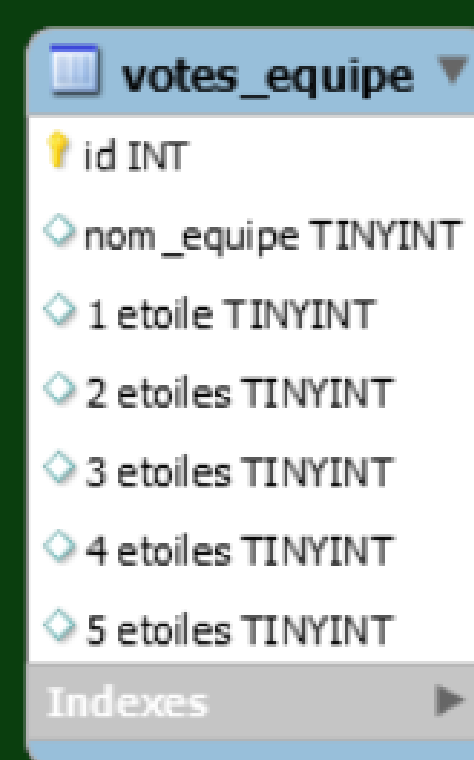 votes_equipe
id INT
nom_equipe TINYINT
1 etoile TINYINT
2 etoiles TINYINT
3 etoiles TINYINT
4 etoiles TINYINT
5 etoiles TINYINT
Indexes